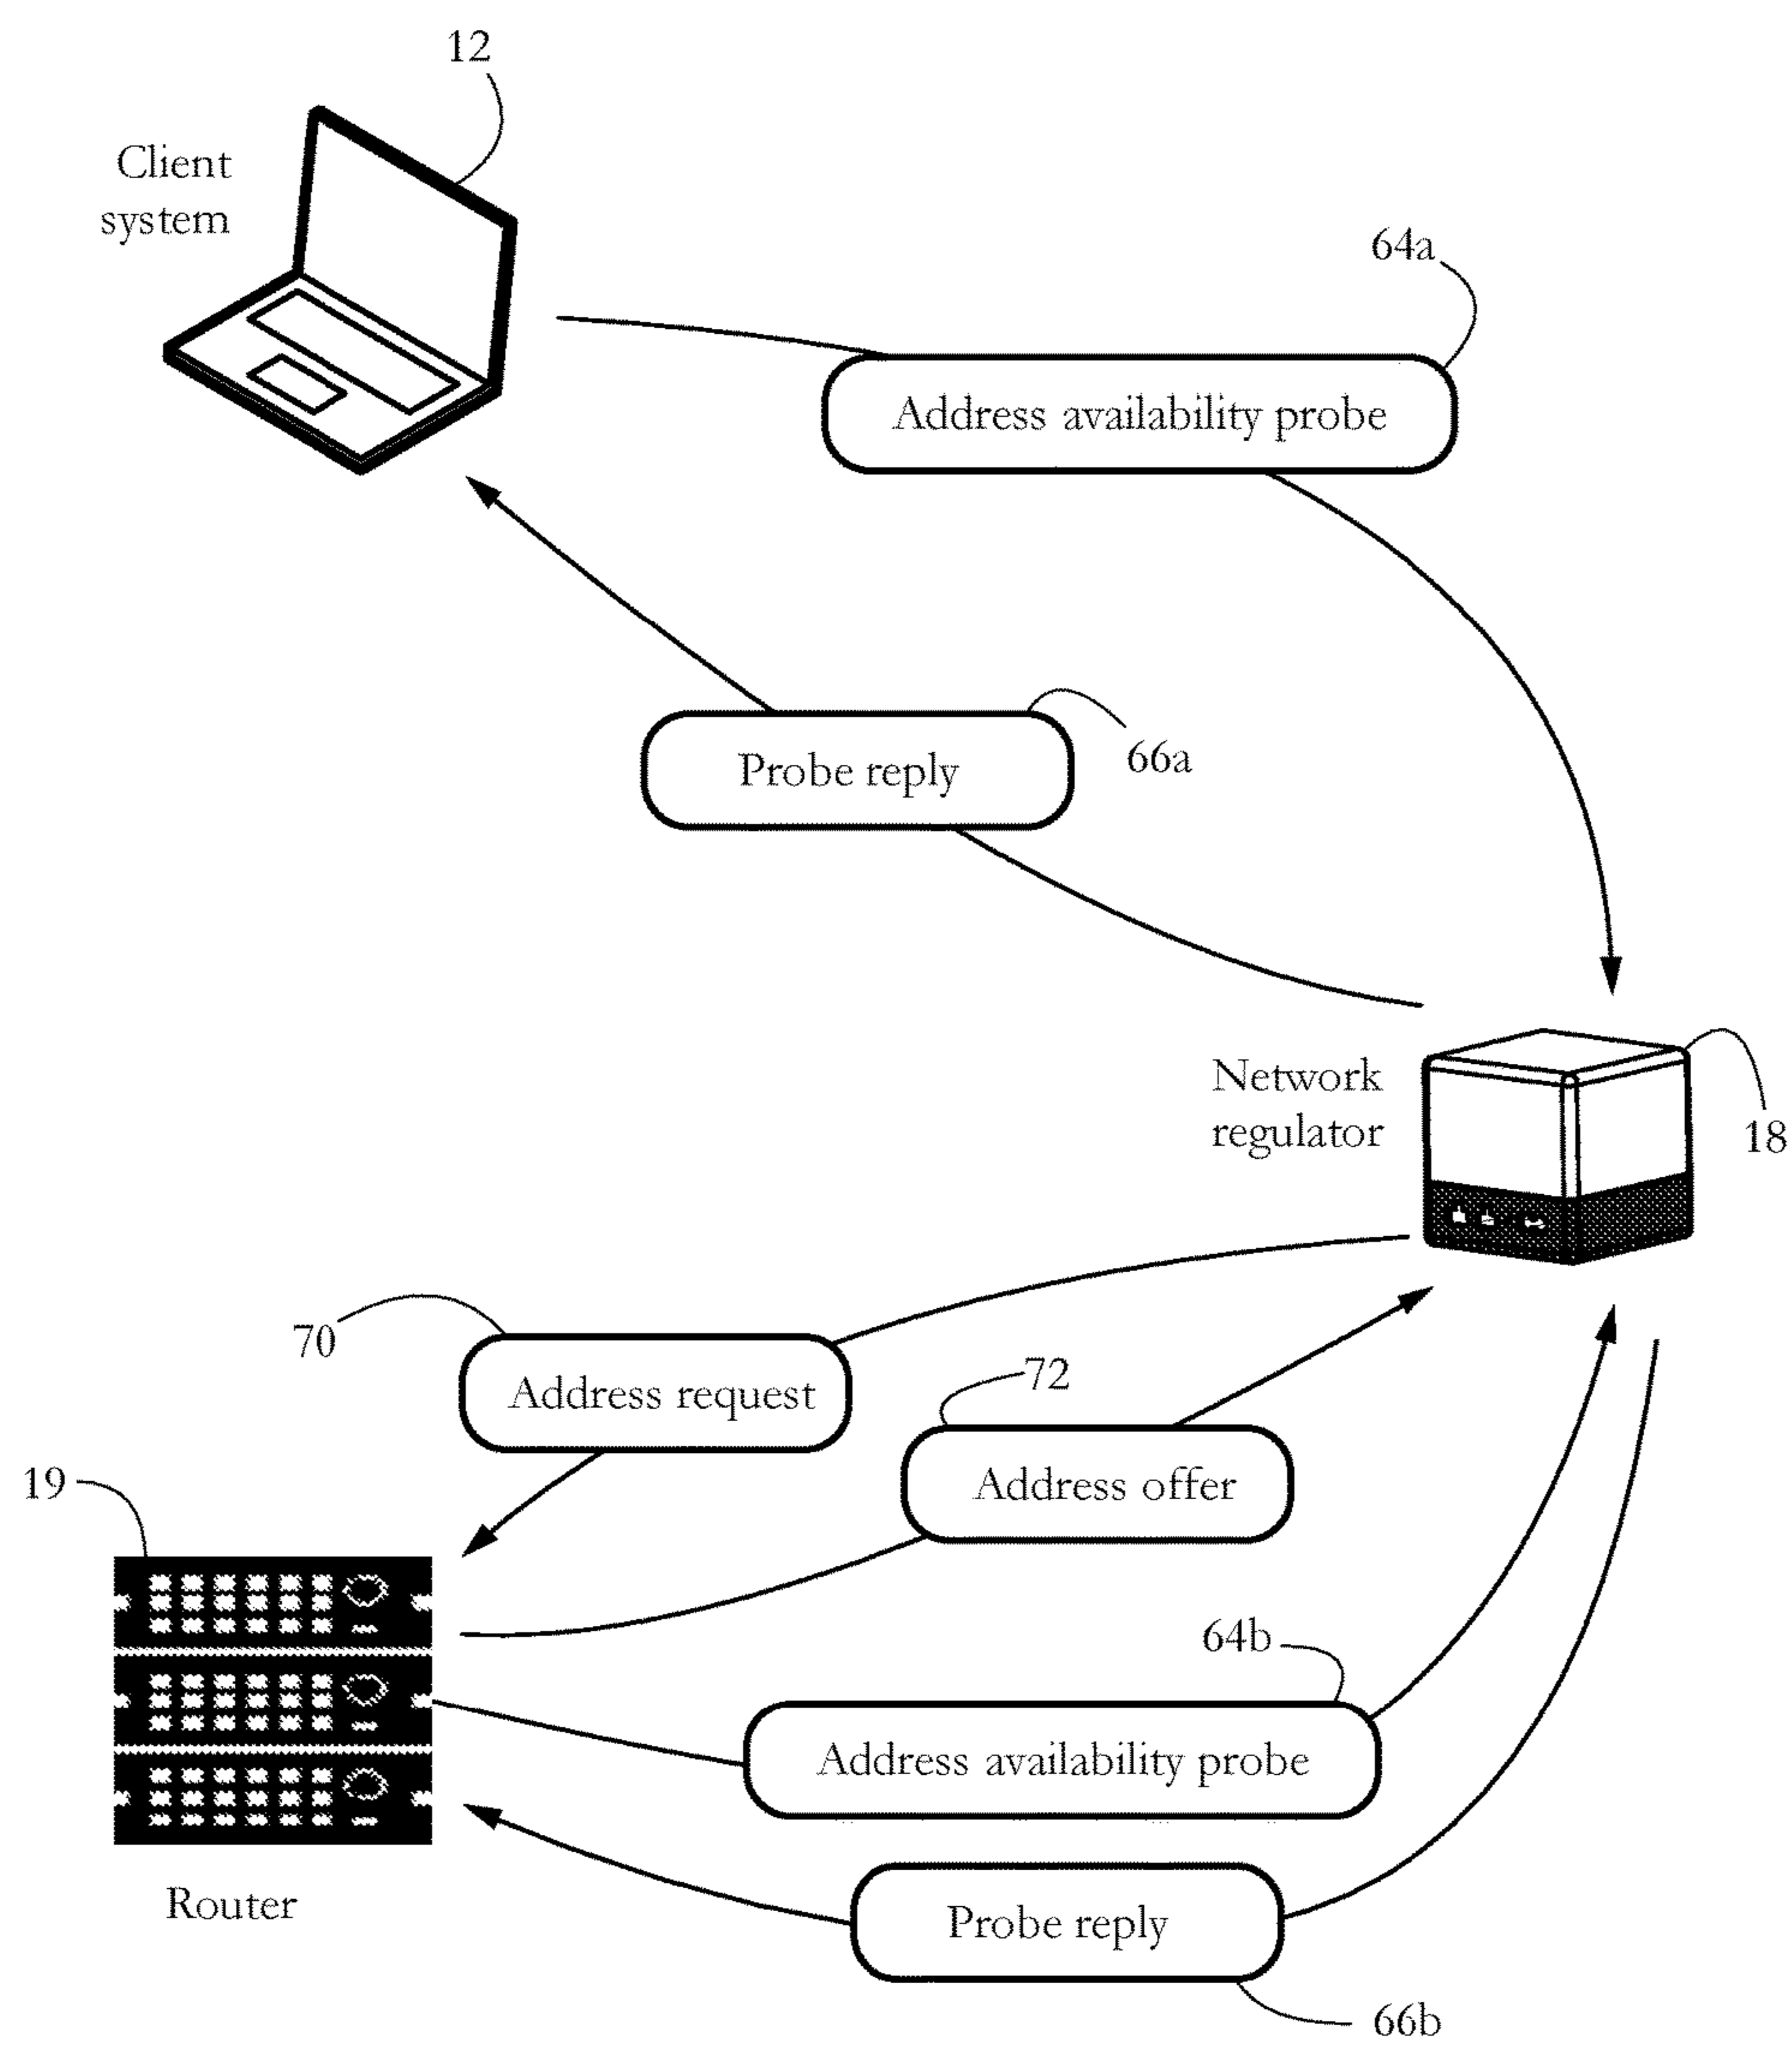 12
Client
system
64a
Address availability probe
Probe reply
66a
Network
regulator
18
70
Address request
72
Address offer
19
64b
Address availability probe
Router
Probe reply
66b